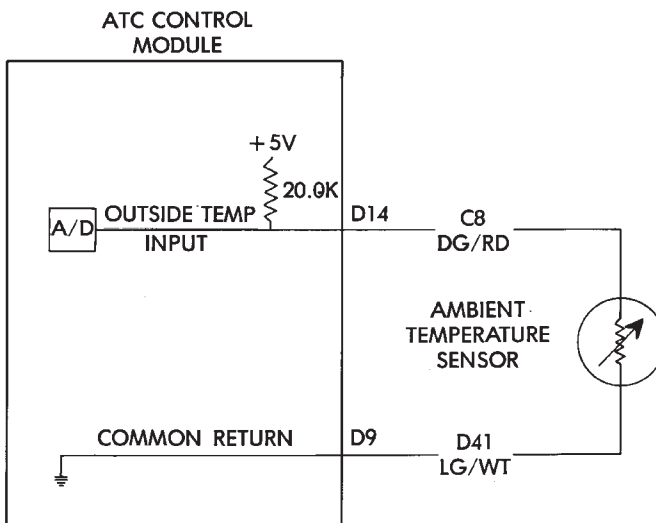 ATC CONTROL
MODULE
+5V
20.0K
A/D
OUTSIDE TEMP
INPUT
D14
C8
DG/RD
AMBIENT
TEMPERATURE
SENSOR
COMMON RETURN
D9
D41
LG/WT